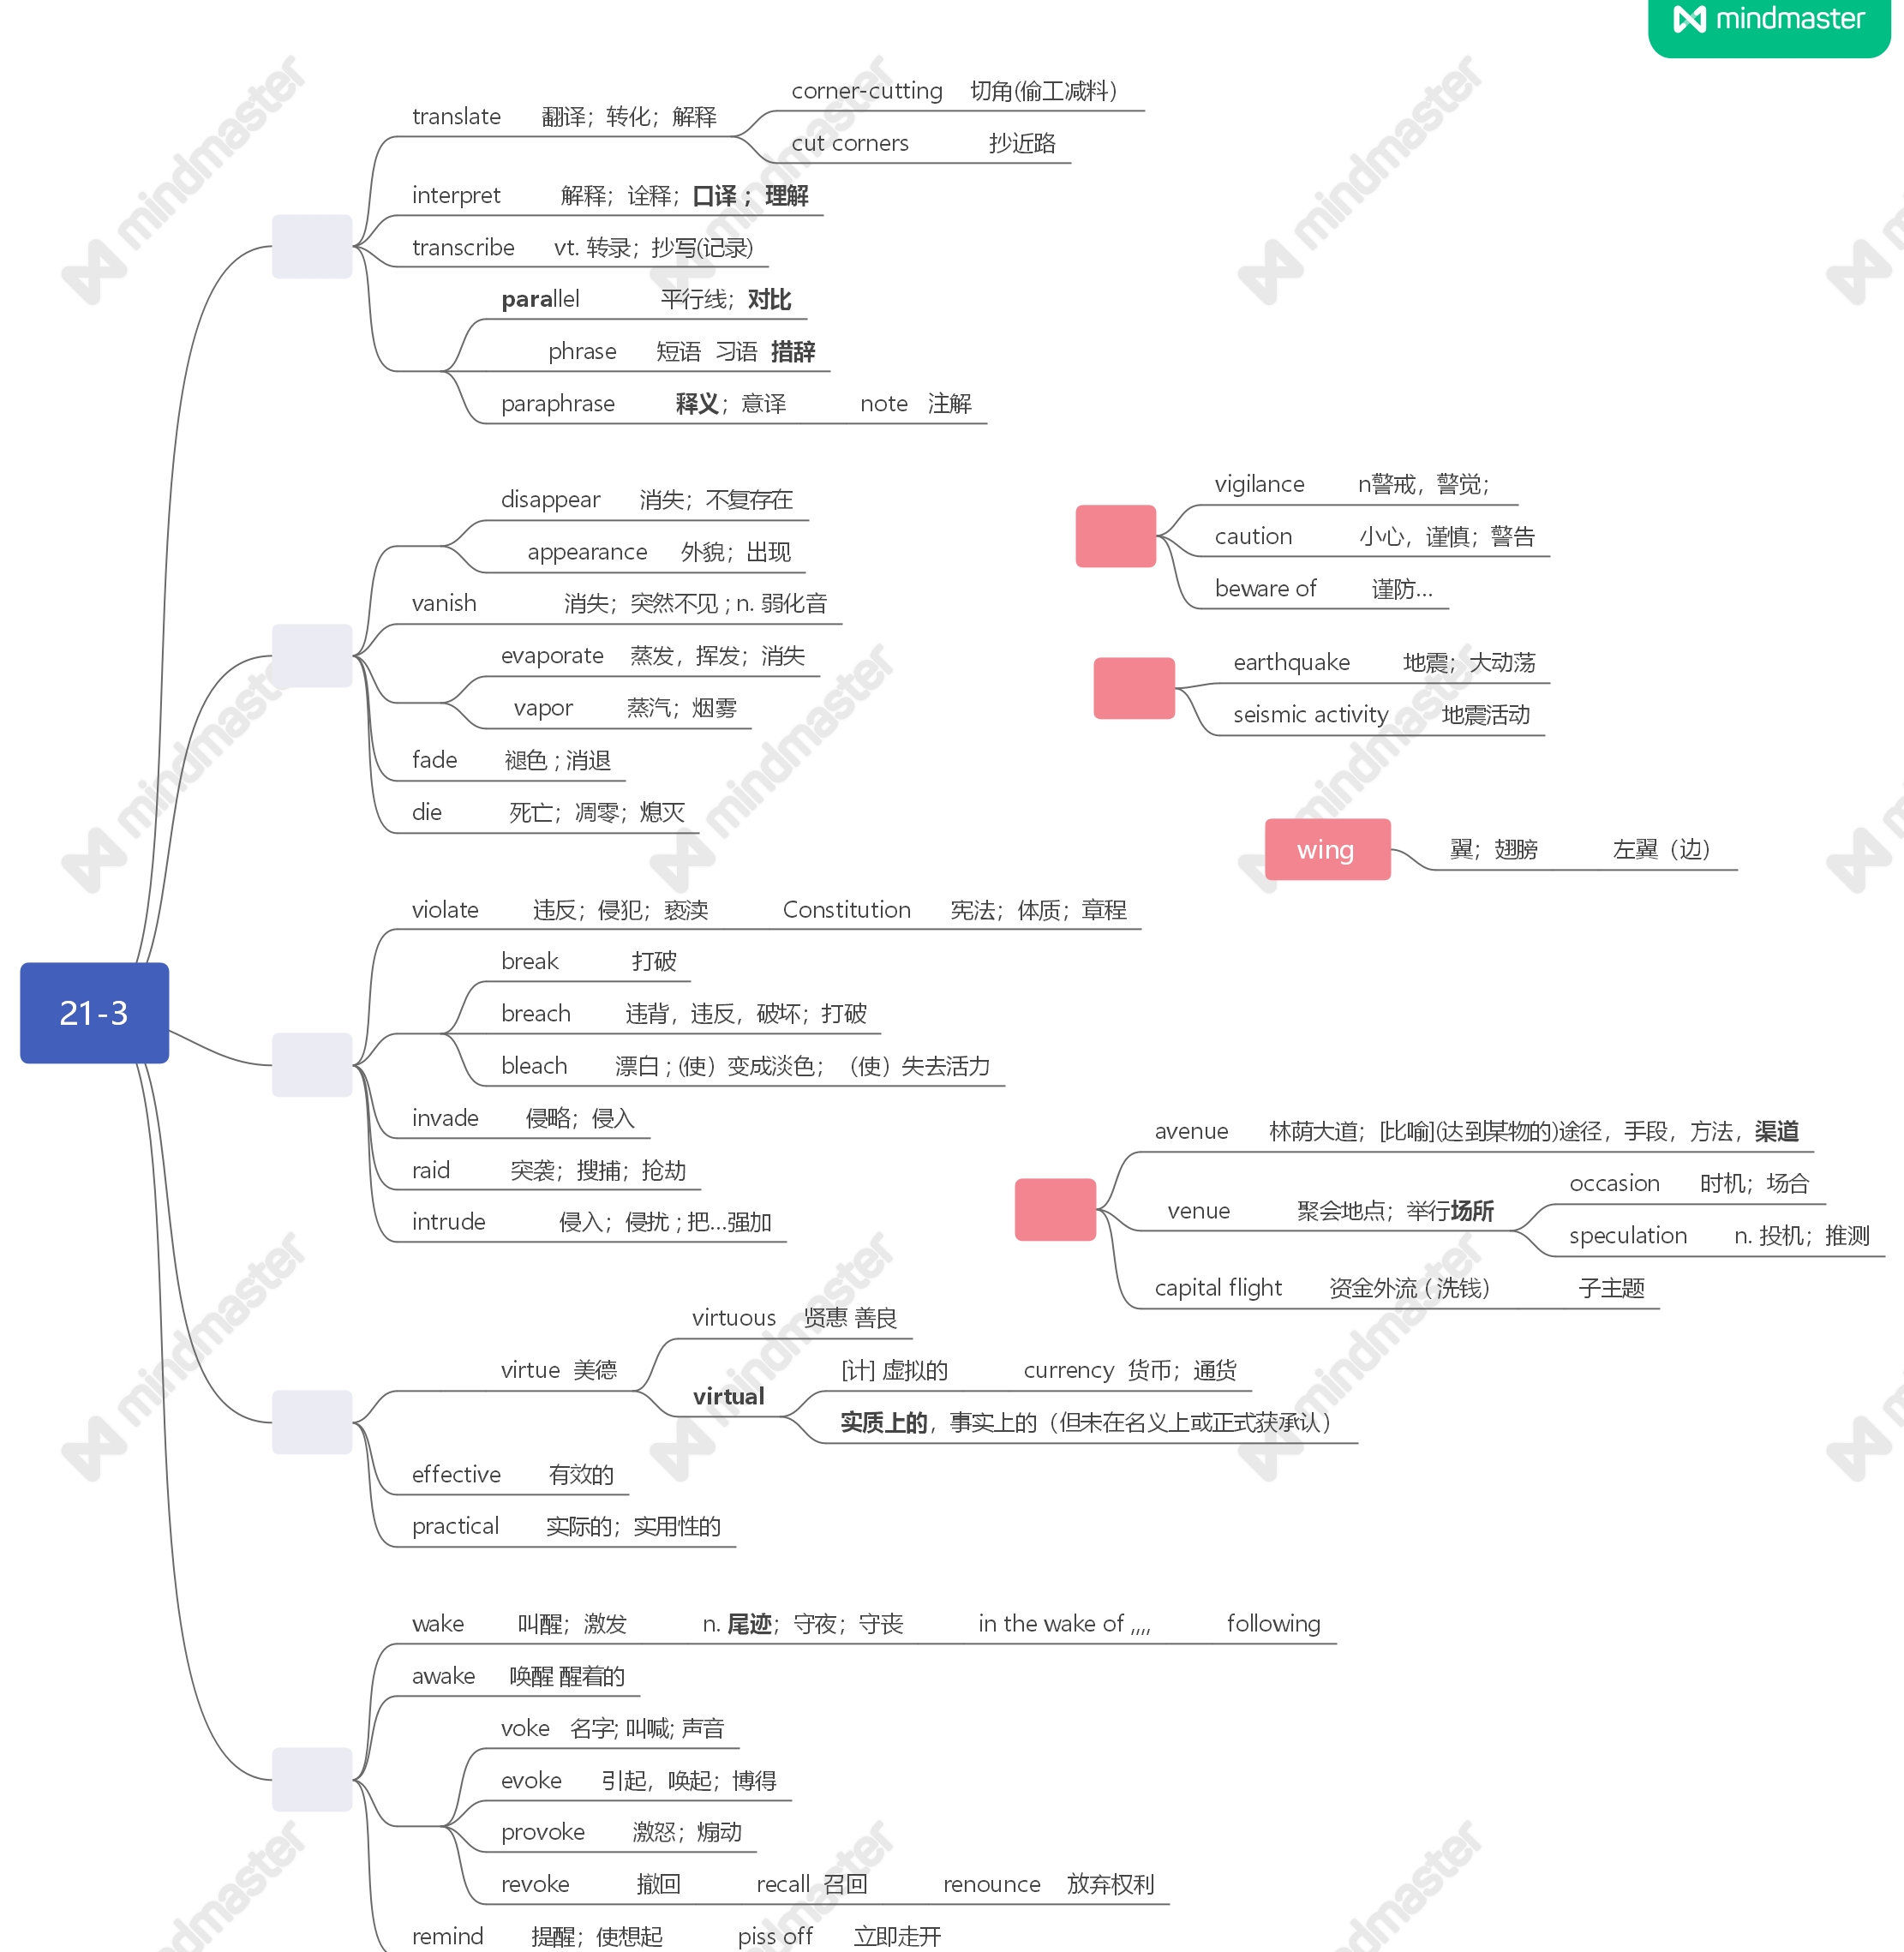 mindmaster
translate 翻译；转化；解释
corner-cutting 切角(偷工减料）
cut corners 抄近路
interpret 解释；诠释；口译；理解
transcribe vt. 转录；抄写(记录)
parallel 平行线；对比
phrase 短语 习语 措辞
paraphrase 释义；意译 note 注解
disappear 消失；不复存在
appearance 外貌；出现
vanish 消失；突然不见 ; n. 弱化音
evaporate 蒸发，挥发；消失
vapor 蒸汽；烟雾
fade 褪色 ; 消退
die 死亡；凋零；熄灭
vigilance n警戒，警觉；
caution 小心，谨慎；警告
beware of 谨防...
earthquake 地震；大动荡
seismic activity 地震活动
wing 翼；翅膀 左翼（边）
21-3
violate 违反；侵犯；亵渎 Constitution 宪法；体质；章程
break 打破
breach 违背，违反，破坏；打破
bleach 漂白 ; (使）变成淡色；（使）失去活力
invade 侵略；侵入
raid 突袭；搜捕；抢劫
intrude 侵入；侵扰 ; 把...强加
avenue 林荫大道；[比喻](达到某物的)途径，手段，方法，渠道
venue 聚会地点；举行场所
occasion 时机；场合
speculation n. 投机；推测
capital flight 资金外流 ( 洗钱） 子主题
virtue 美德
virtuous 贤惠 善良
virtual
[计] 虚拟的 currency 货币；通货
实质上的，事实上的（但未在名义上或正式获承认）
effective 有效的
practical 实际的；实用性的
wake 叫醒；激发 n. 尾迹；守夜；守丧 in the wake of ,,,, following
awake 唤醒 醒着的
voke 名字; 叫喊; 声音
evoke 引起，唤起；博得
provoke 激怒；煽动
revoke 撤回 recall 召回 renounce 放弃权利
remind 提醒；使想起 piss off 立即走开